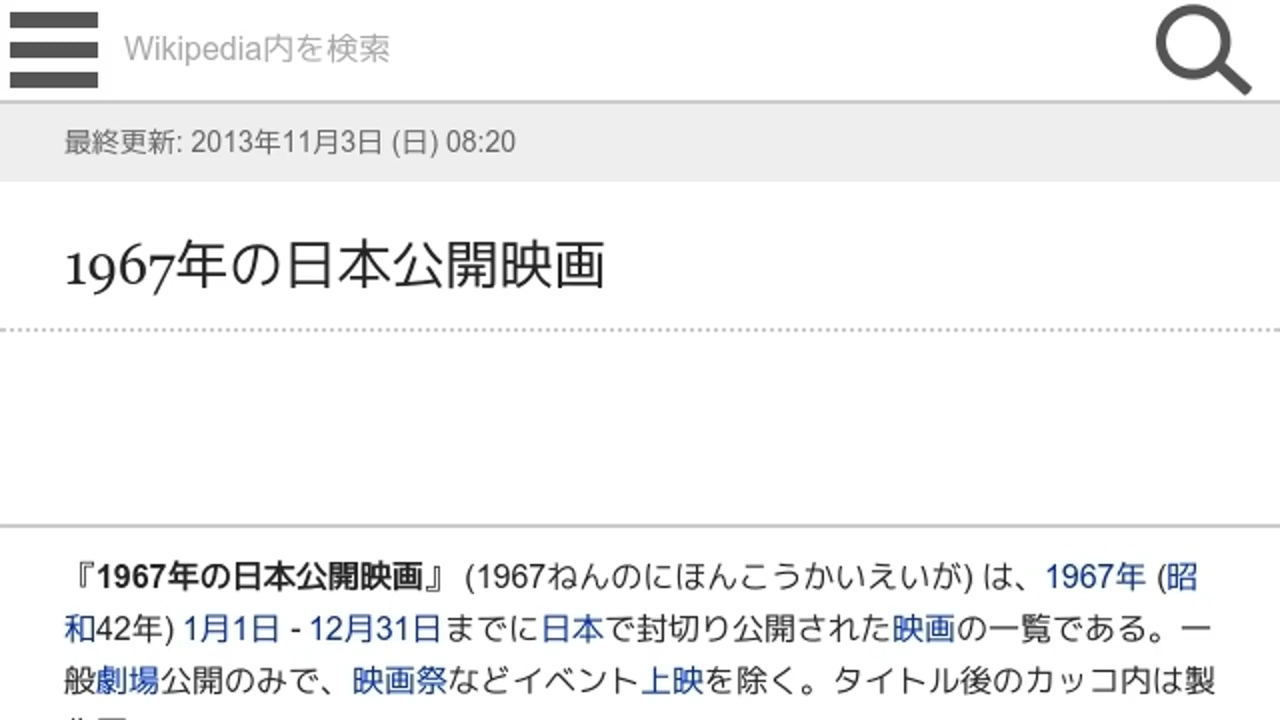 Wikipedia内を検索
最終更新: 2013年11月3日 (日) 08:20
1967年の日本公開映画
『1967年の日本公開映画』 (1967ねんのにほんこうかいえいが) は、1967年 (昭
和42年) 1月1日 - 12月31日までに日本で封切り公開された映画の一覧である。一
般劇場公開のみで、映画祭などイベント上映を除く。タイトル後のカッコ内は製